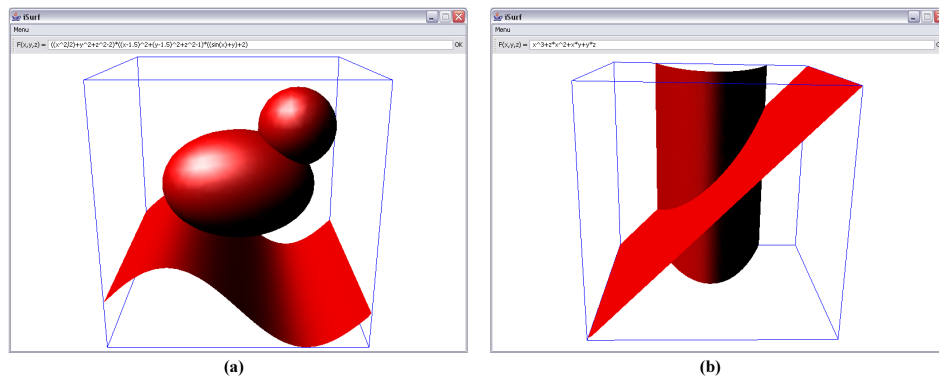 iSurf
Menu
F(x,y,z) = ((x^2/2)+y^2+z^2-2)*((x-1.5)^2+(y-1.5)^2+z^2-1)*((sin(x)+y)+2)
OK
(a)
iSurf
Menu
F(x,y,z) = x^3+z*x^2+x*y+y*z
(b)